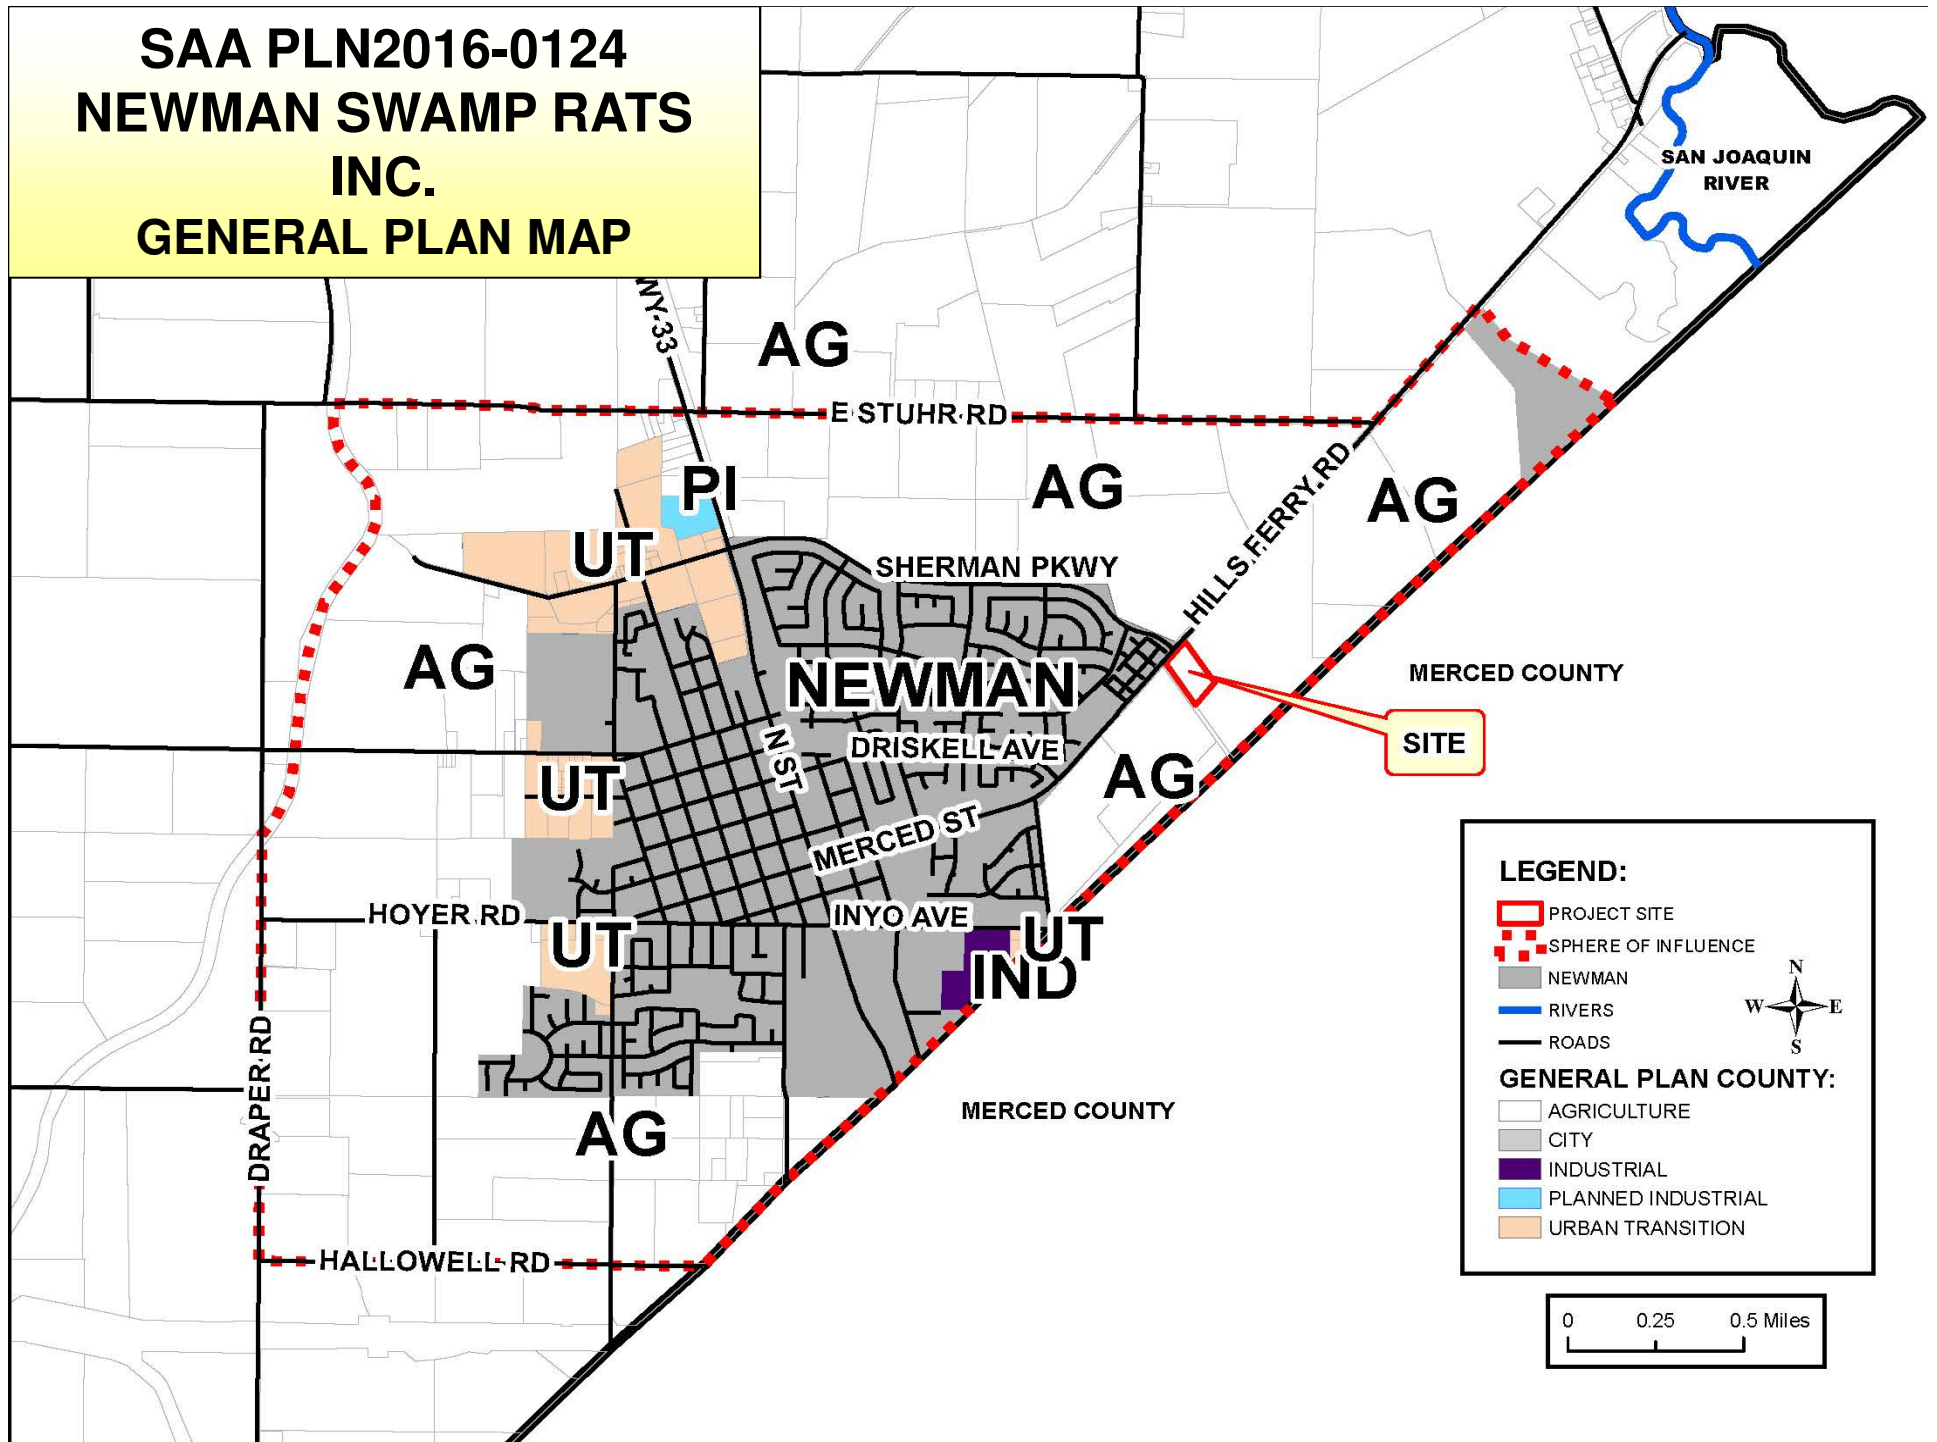 SAA PLN2016-0124
NEWMAN SWAMP RATS
INC.
GENERAL PLAN MAP
SAN JOAQUIN
RIVER
WY-33
AG
E STUHR RD
PI
AG
HILLS FERRY RD
AG
UT
SHERMAN PKWY
AG
NEWMAN
MERCED COUNTY
SITE
N ST
DRISKELL AVE
AG
UT
MERCED ST
HOYER RD
INYO AVE
UT
UT
IND
DRAPER RD
MERCED COUNTY
AG
HALLOWELL RD
LEGEND:
PROJECT SITE
SPHERE OF INFLUENCE
NEWMAN
RIVERS
ROADS
N
W E
S
GENERAL PLAN COUNTY:
AGRICULTURE
CITY
INDUSTRIAL
PLANNED INDUSTRIAL
URBAN TRANSITION
0 0.25 0.5 Miles